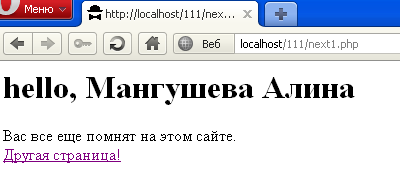 Меню
http://localhost/111/nex...
Веб
localhost/111/next1.php
hello, Мангушева Алина
Вас все еще помнят на этом сайте.
Другая страница!